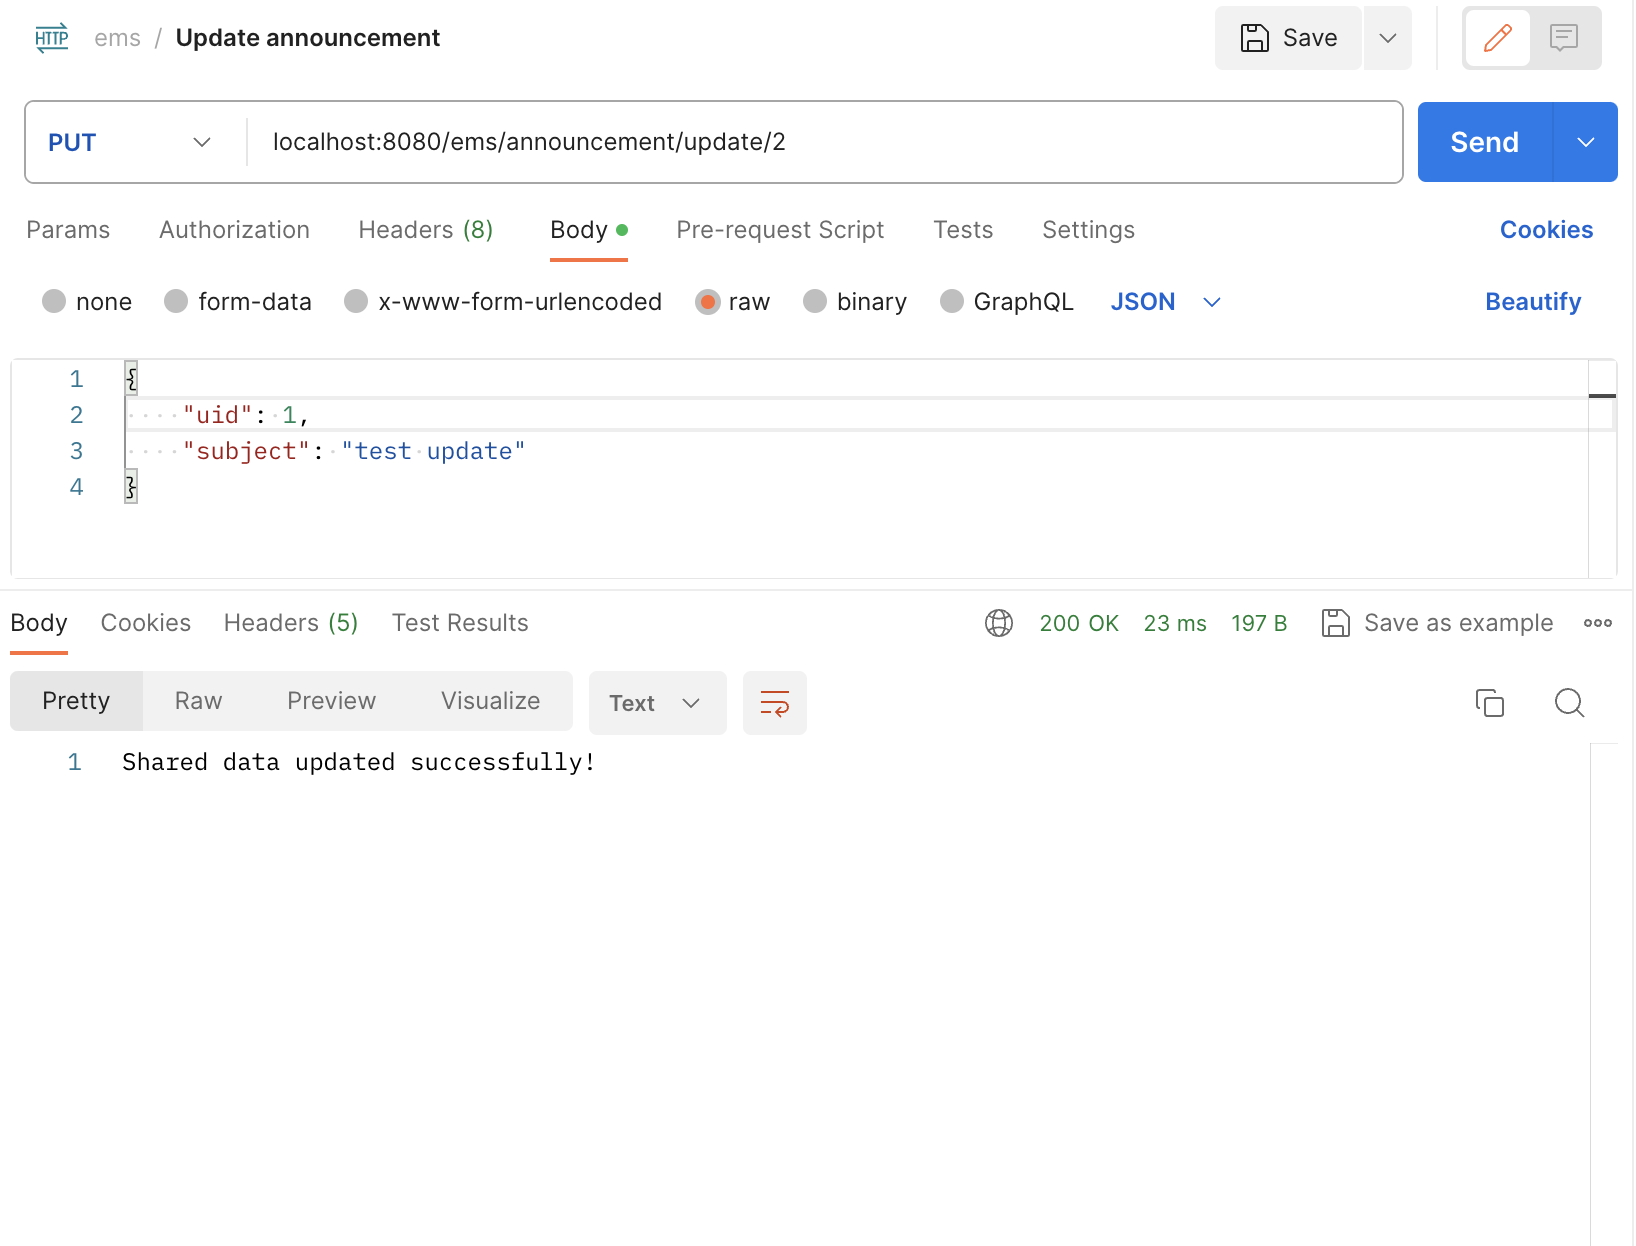 HTTP ems / Update announcement Save
PUT localhost:8080/ems/announcement/update/2 Send
Params Authorization Headers (8) Body Pre-request Script Tests Settings Cookies
none form-data x-www-form-urlencoded raw binary GraphQL JSON Beautify
1 {
2 "uid": 1,
3 "subject": "test update"
4 }
Body Cookies Headers (5) Test Results 200 OK 23 ms 197 B Save as example
Pretty Raw Preview Visualize Text
1 Shared data updated successfully!